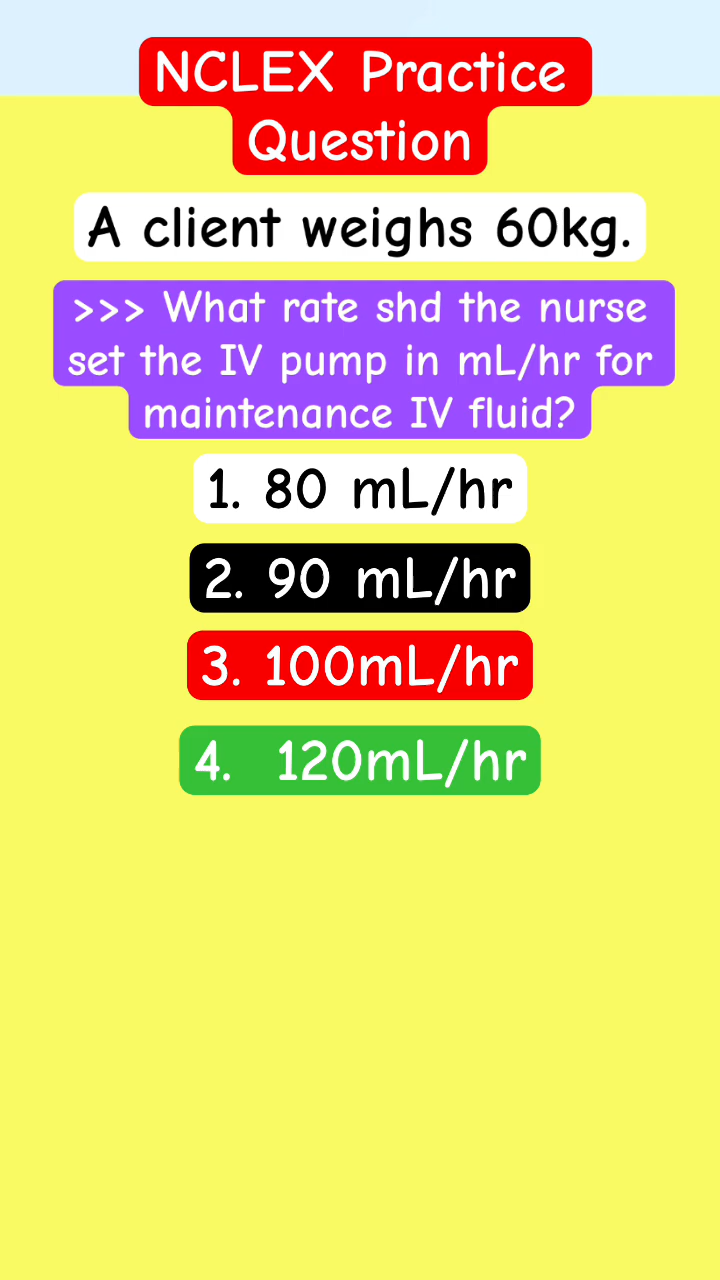 NCLEX Practice
Question
A client weighs 60kg.
>>> What rate shd the nurse
set the IV pump in mL/hr for
maintenance IV fluid?
1. 80 mL/hr
2. 90 mL/hr
3. 100mL/hr
4. 120mL/hr